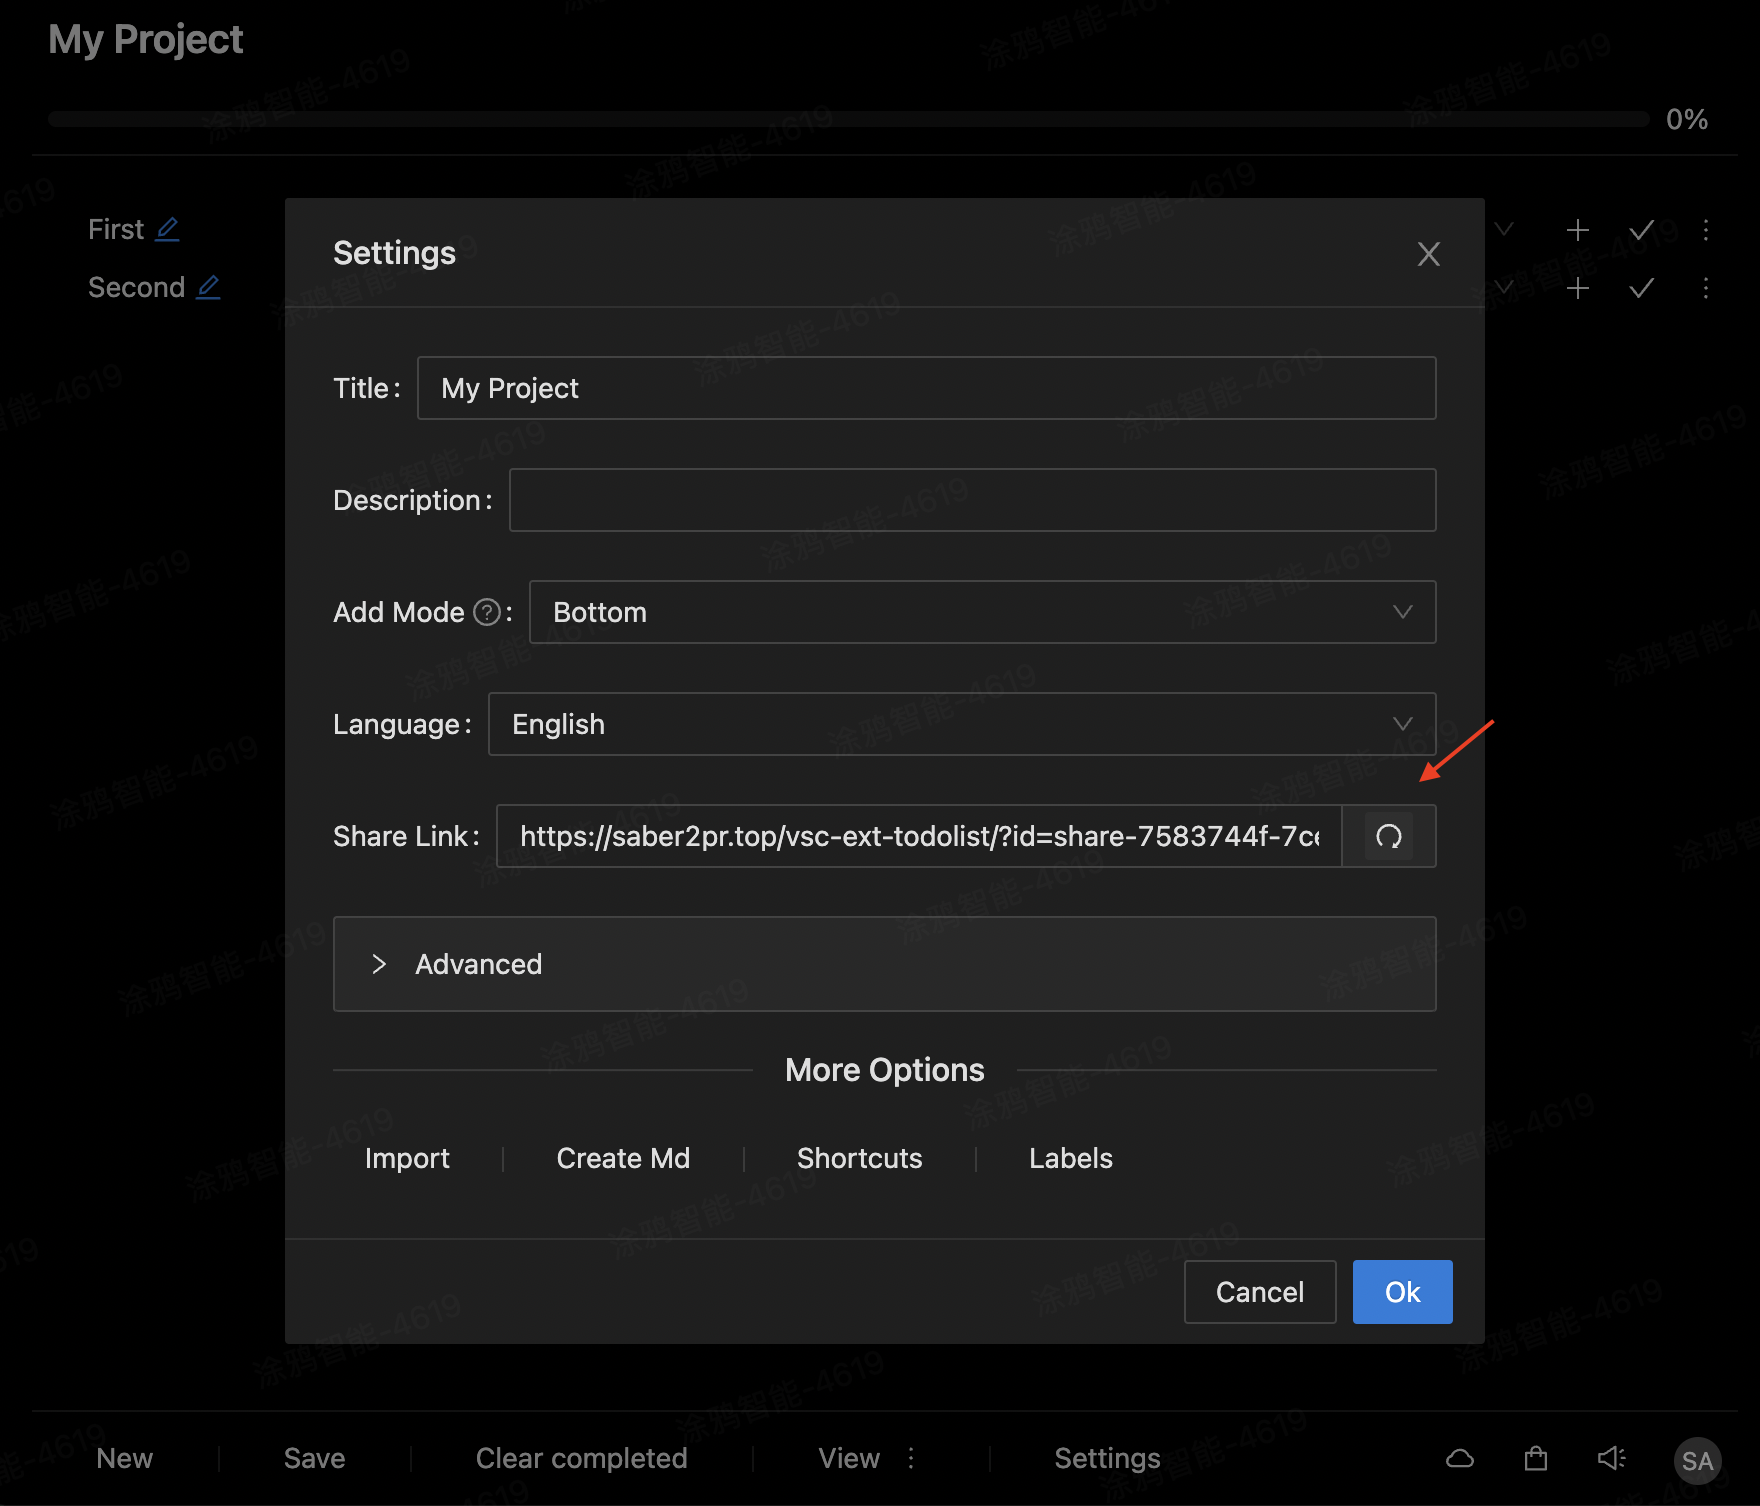 My Project
0%
First
Second
Settings
Title:
My Project
Description:
Add Mode ? :
Bottom
Language:
English
Share Link:
https://saber2pr.top/vsc-ext-todolist/?id=share-7583744f-7ce
Advanced
More Options
Import
Create Md
Shortcuts
Labels
Cancel
Ok
New
Save
Clear completed
View
Settings
SA
涂鸦智能-4619